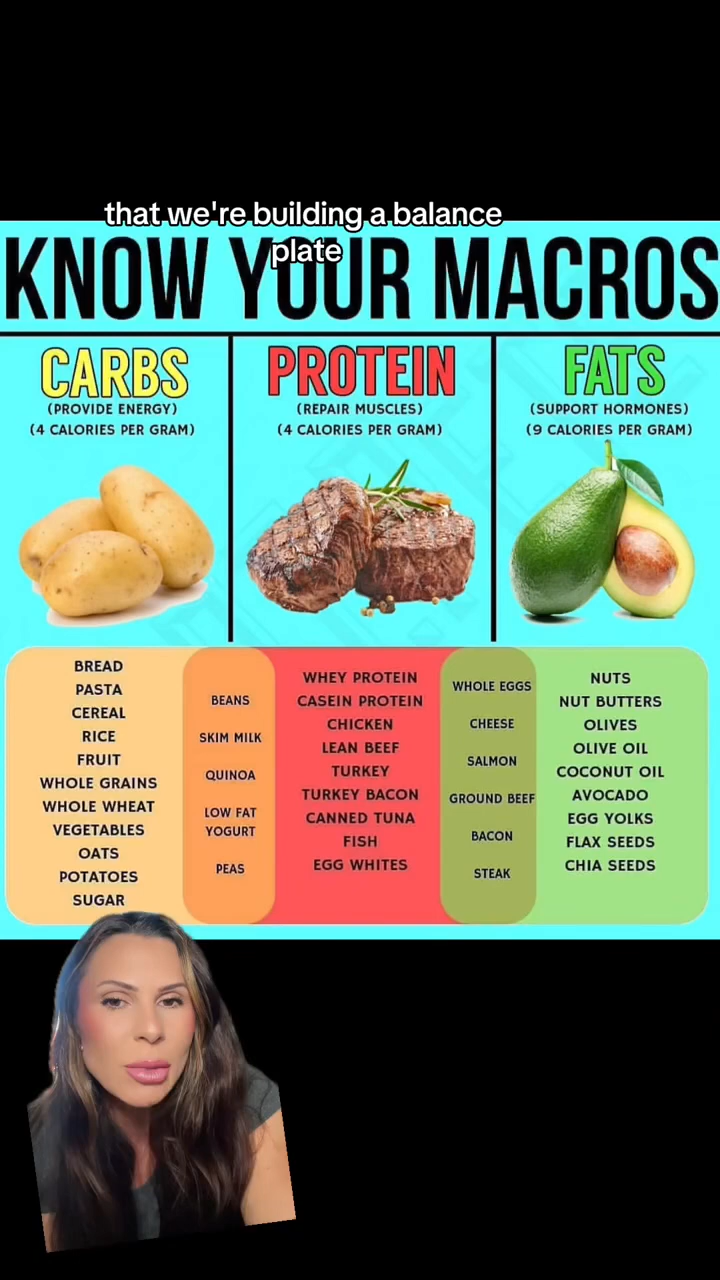 that we're building a balance
plate
KNOW YOUR MACROS
CARBS
(PROVIDE ENERGY)
(4 CALORIES PER GRAM)
PROTEIN
(REPAIR MUSCLES)
(4 CALORIES PER GRAM)
FATS
(SUPPORT HORMONES)
(9 CALORIES PER GRAM)
BREAD
PASTA
CEREAL
RICE
FRUIT
WHOLE GRAINS
WHOLE WHEAT
VEGETABLES
OATS
POTATOES
SUGAR
BEANS
SKIM MILK
QUINOA
LOW FAT
YOGURT
PEAS
WHEY PROTEIN
CASEIN PROTEIN
CHICKEN
LEAN BEEF
TURKEY
TURKEY BACON
CANNED TUNA
FISH
EGG WHITES
WHOLE EGGS
CHEESE
SALMON
GROUND BEEF
BACON
STEAK
NUTS
NUT BUTTERS
OLIVES
OLIVE OIL
COCONUT OIL
AVOCADO
EGG YOLKS
FLAX SEEDS
CHIA SEEDS